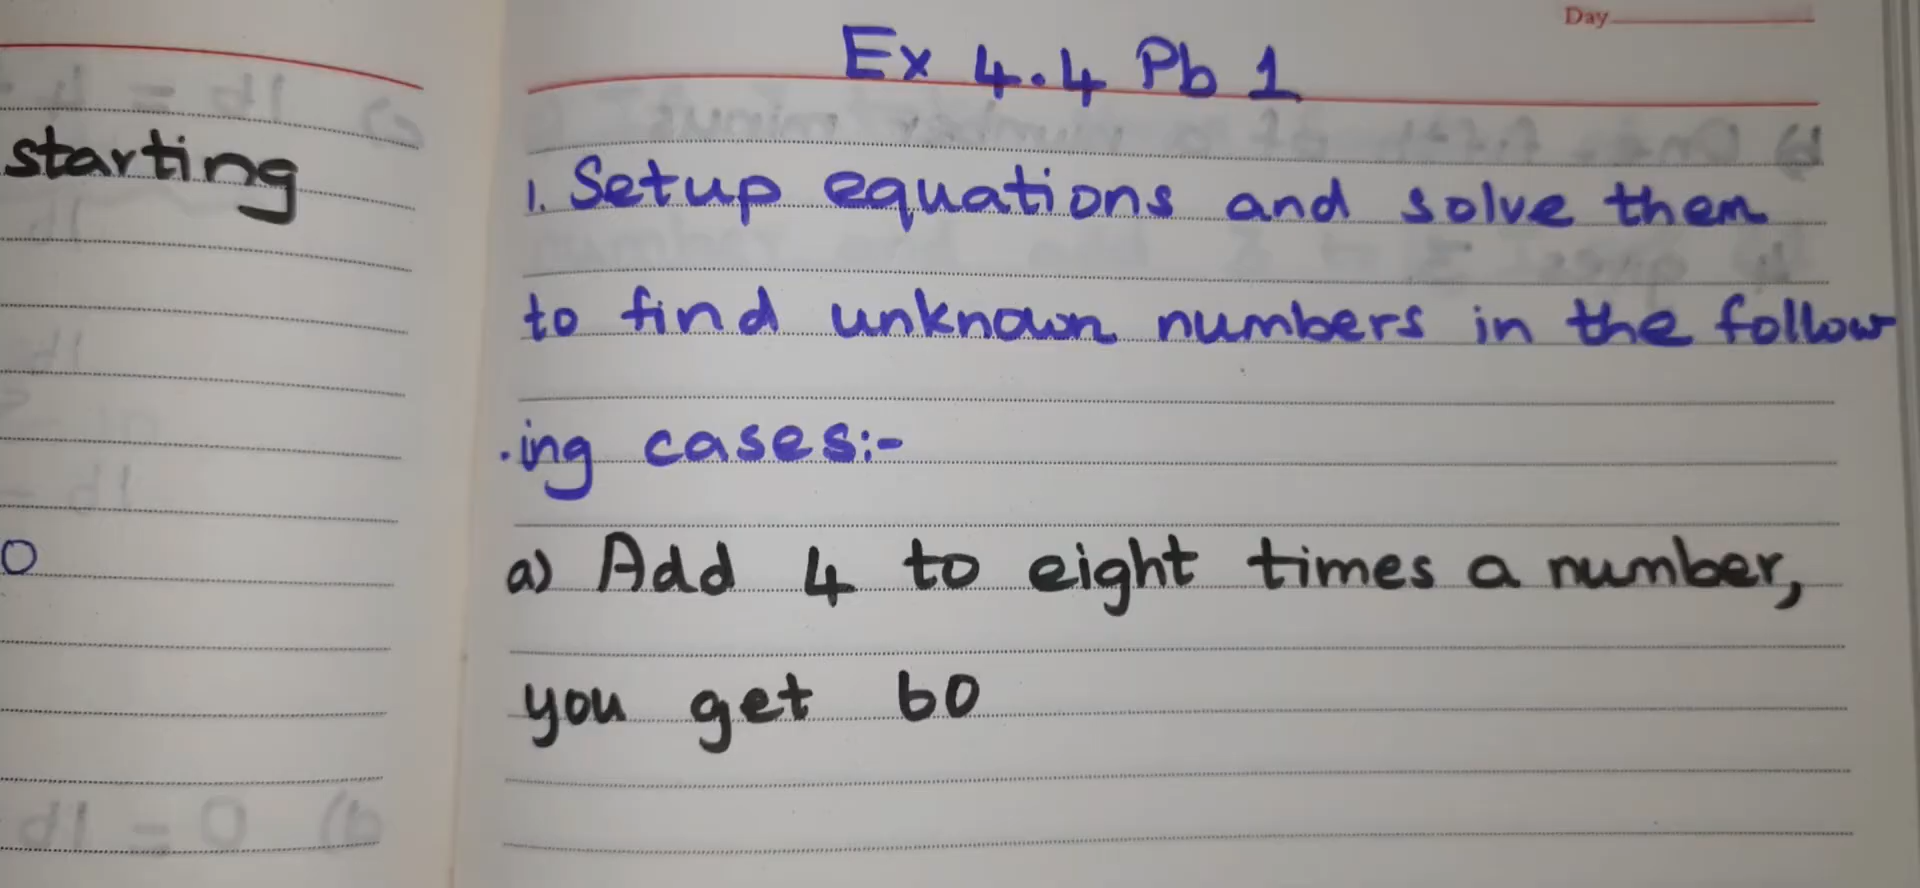 Day
Ex 4.4 Pb 1
starting
1. Setup equations and solve them
to find unknown numbers in the follow
.ing cases:-
0
a) Add 4 to eight times a number,
you get 60